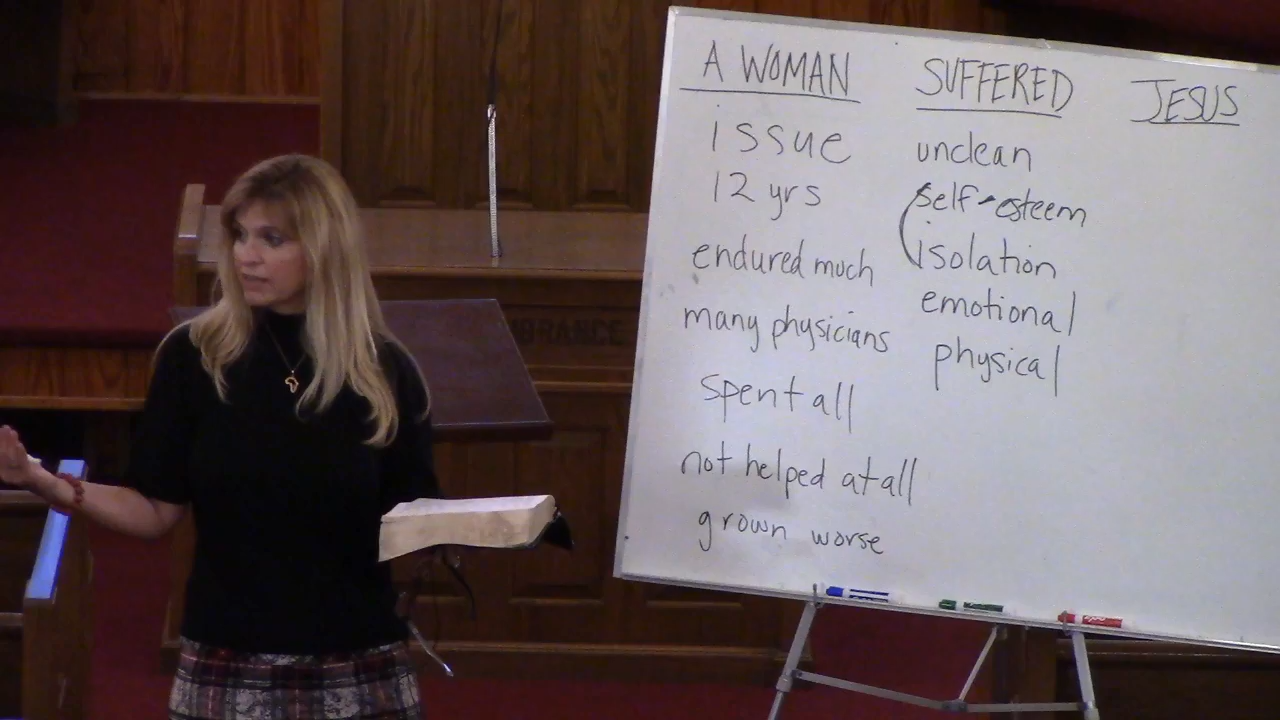 A WOMAN
issue
12 yrs
endured much
many physicians
spent all
not helped at all
grown worse
SUFFERED
unclean
self-esteem
isolation
emotional
physical
JESUS